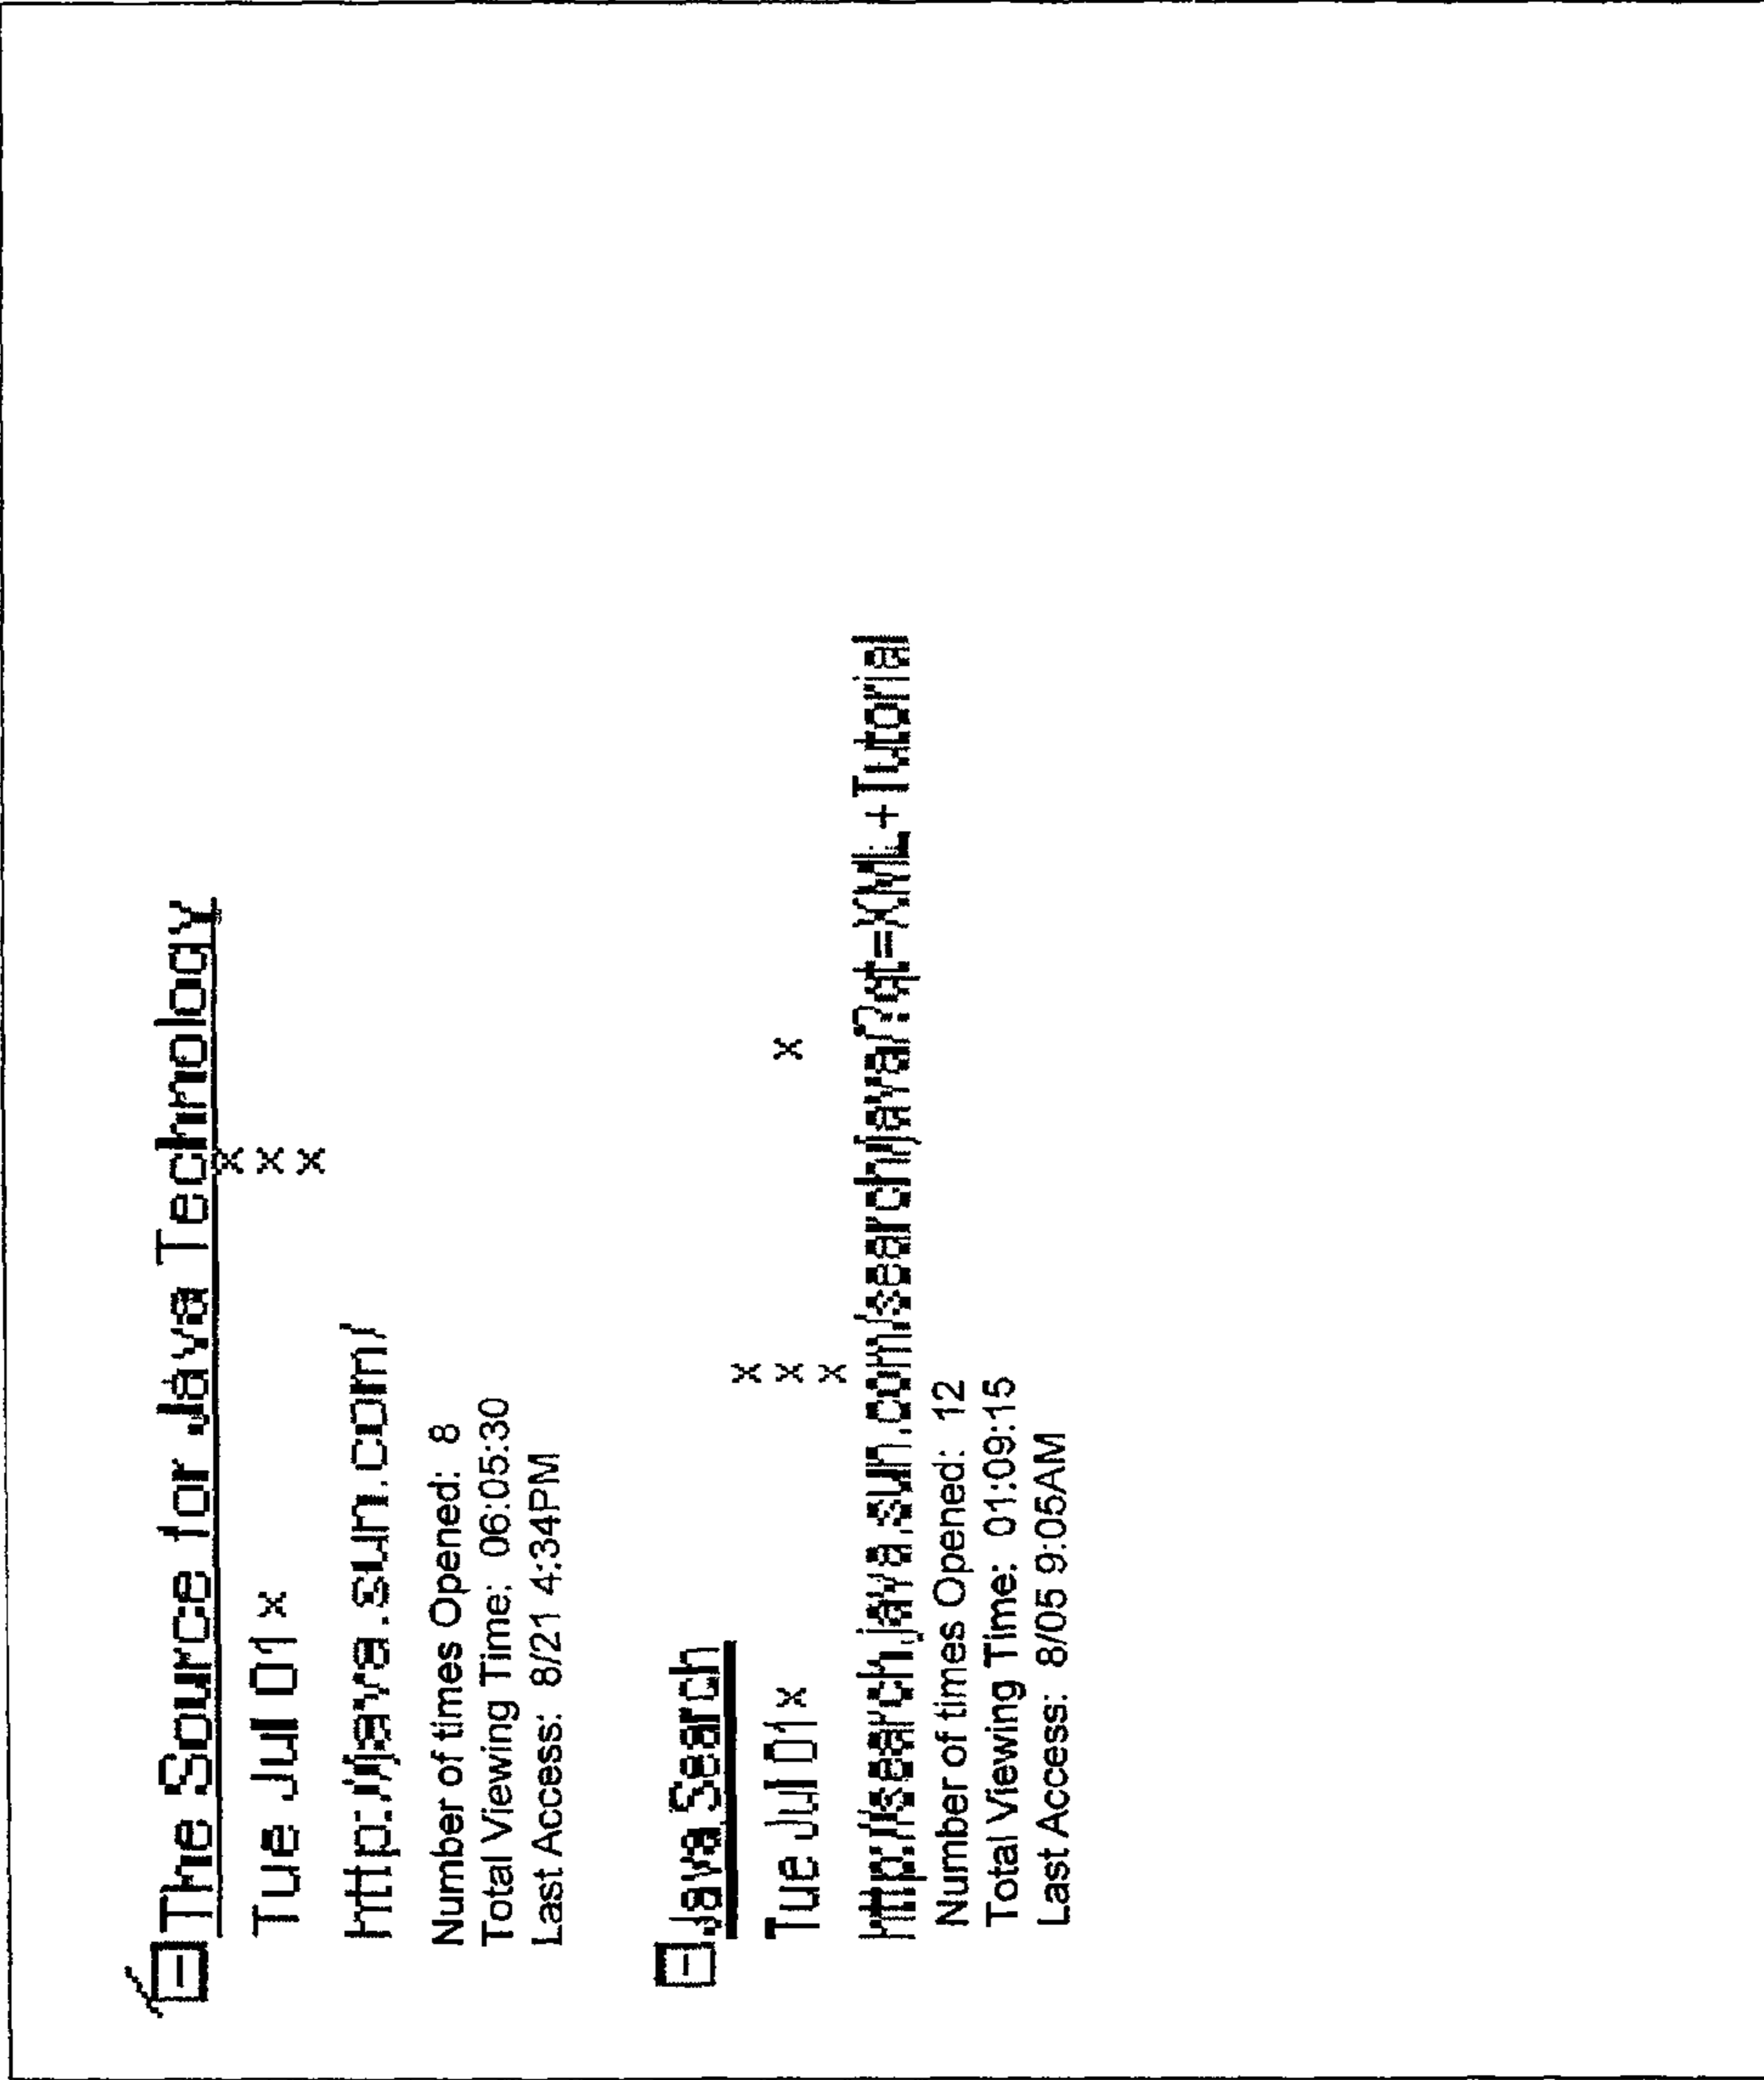 The Source for Java Technology
x
Tue Jul 01 x x
x
http://java.sun.com/
Number of times Opened: 8
Total Viewing Time: 06:05:30
Last Access: 8/21 4:34PM
Java Search
x
Tue Jul 01 x x x
x
http://search.java.sun.com/search/java/?qt=XML+Tutorial
Number of times Opened: 12
Total Viewing Time: 01:09:15
Last Access: 8/05 9:05AM